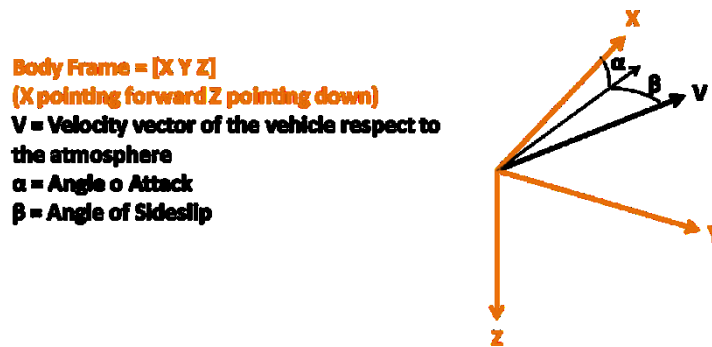 Body Frame = [X Y Z]
(X pointing forward Z pointing down)
V = Velocity vector of the vehicle respect to
the atmosphere
α = Angle o Attack
β = Angle of Sideslip
X
α
β
V
Y
Z